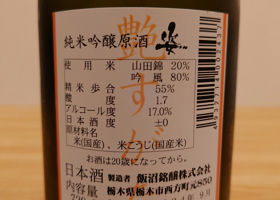 艶すがた
純米吟醸原酒 姿
使用米 山田錦 20%
吟風 80%
精米歩合 55%
酸度 1.7
アルコール度 17.0%
日本酒度 ±0
原材料名
米(国産)、米こうじ(国産米)
お酒は20歳になってから。
日本酒 製造者 飯沼銘醸株式会社
容量 栃木県栃木市西方町元850